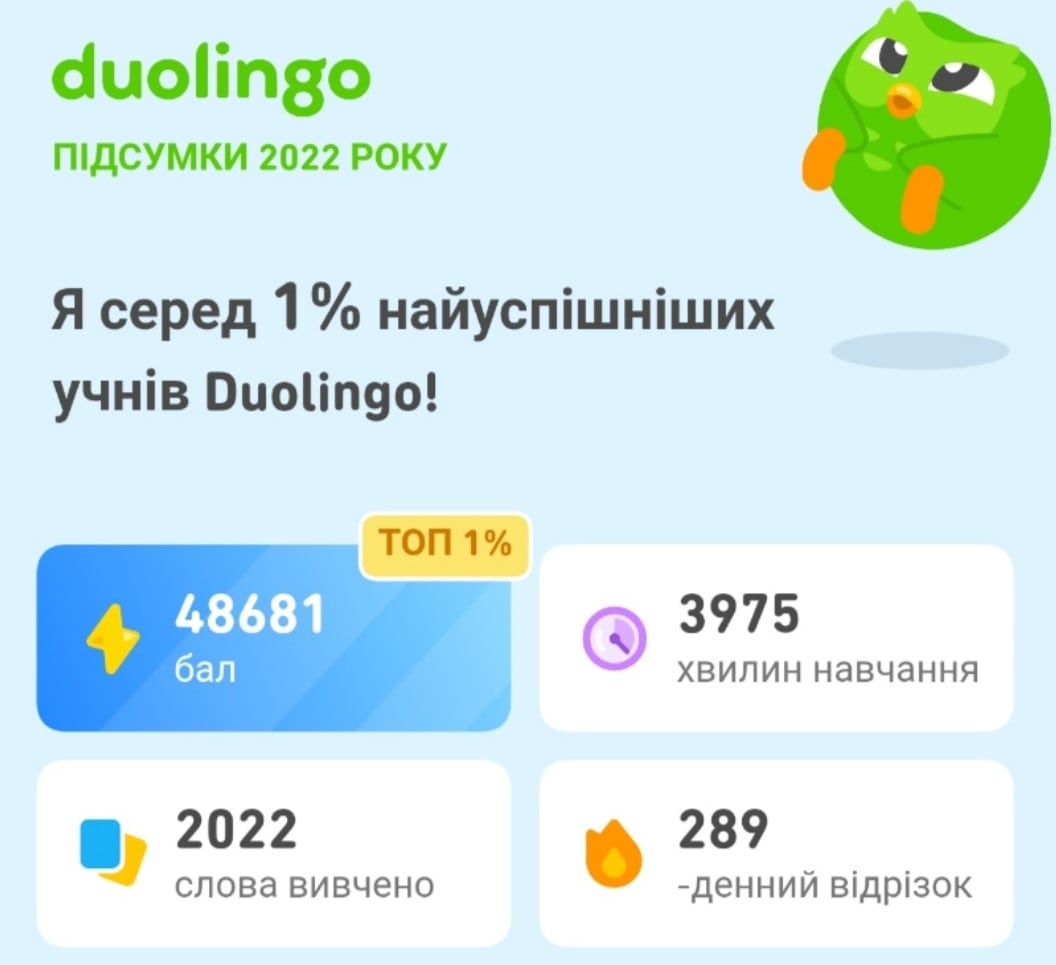 duolingo
ПІДСУМКИ 2022 РОКУ
Я серед 1% найуспішніших
учнів Duolingo!
ТОП 1%
48681
бал
3975
хвилин навчання
2022
слова вивчено
289
-денний відрізок